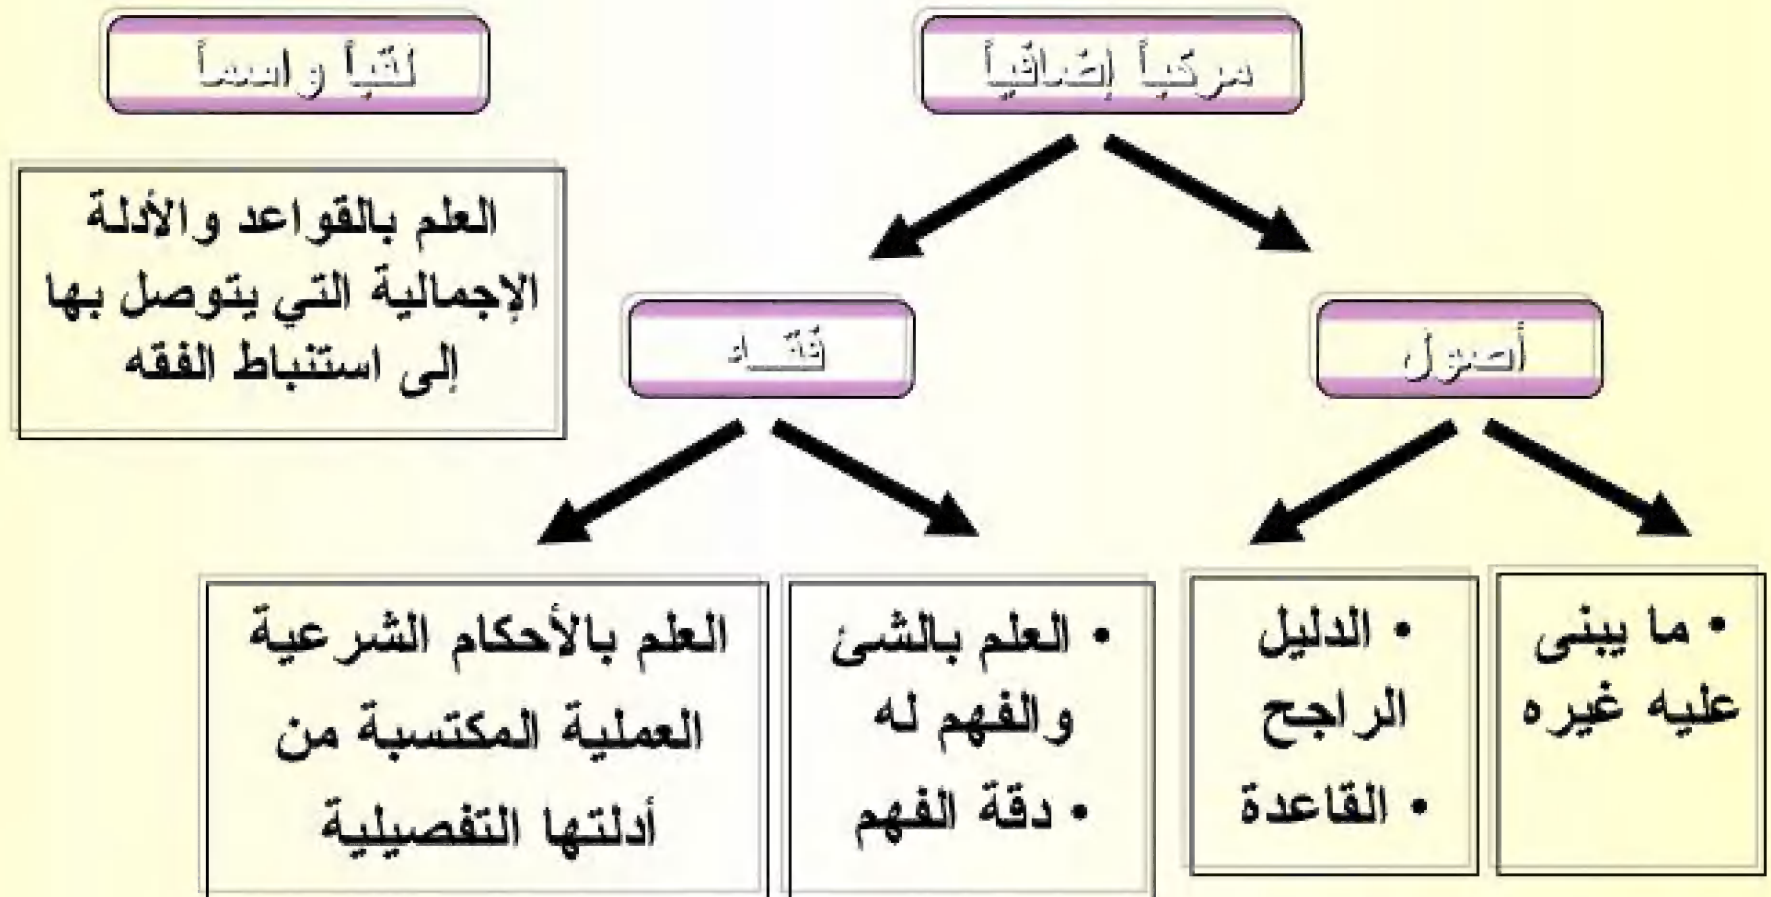 مركباً إضافياً
لقباً واسماً
العلم بالقواعد والأدلة
الإجمالية التي يتوصل بها
إلى استنباط الفقه
أصول
فقـــه
• ما يبنى
عليه غيره
• الدليل
الراجح
• القاعدة
• العلم بالشئ
والفهم له
• دقة الفهم
العلم بالأحكام الشرعية
العملية المكتسبة من
أدلتها التفصيلية